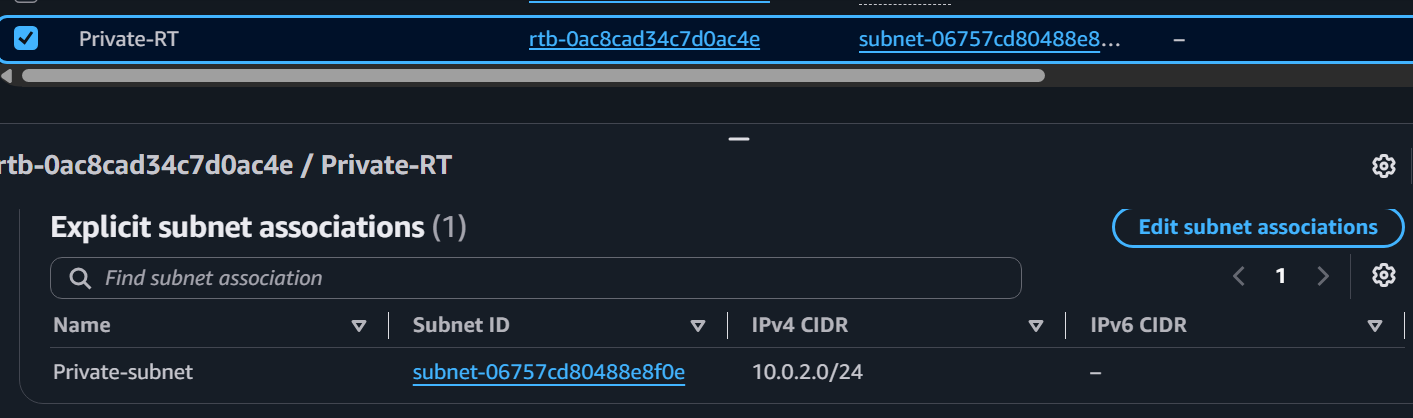 Private-RT rtb-0ac8cad34c7d0ac4e subnet-06757cd80488e8... –
rtb-0ac8cad34c7d0ac4e / Private-RT
Explicit subnet associations (1) Edit subnet associations
Find subnet association 1
Name Subnet ID IPv4 CIDR IPv6 CIDR
Private-subnet subnet-06757cd80488e8f0e 10.0.2.0/24 –